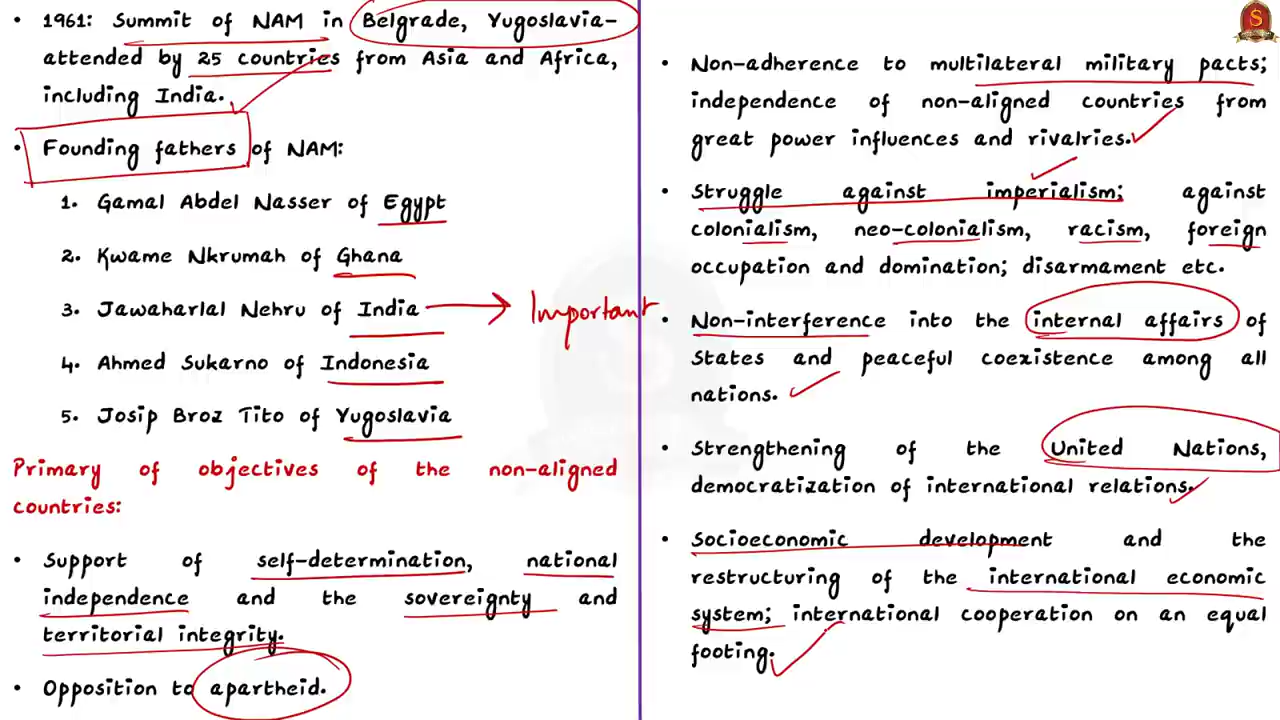 • 1961: Summit of NAM in Belgrade, Yugoslavia-
attended by 25 countries from Asia and Africa,
including India.
• Founding fathers of NAM:
1. Gamal Abdel Nasser of Egypt
2. Kwame Nkrumah of Ghana
3. Jawaharlal Nehru of India → Important
4. Ahmed Sukarno of Indonesia
5. Josip Broz Tito of Yugoslavia
Primary of objectives of the non-aligned
countries:
• Support of self-determination, national
independence and the sovereignty and
territorial integrity.
• Opposition to apartheid.
• Non-adherence to multilateral military pacts;
independence of non-aligned countries from
great power influences and rivalries.
• Struggle against imperialism; against
colonialism, neo-colonialism, racism, foreign
occupation and domination; disarmament etc.
• Non-interference into the internal affairs of
States and peaceful coexistence among all
nations.
• Strengthening of the United Nations,
democratization of international relations.
• Socioeconomic development and the
restructuring of the international economic
system; international cooperation on an equal
footing.